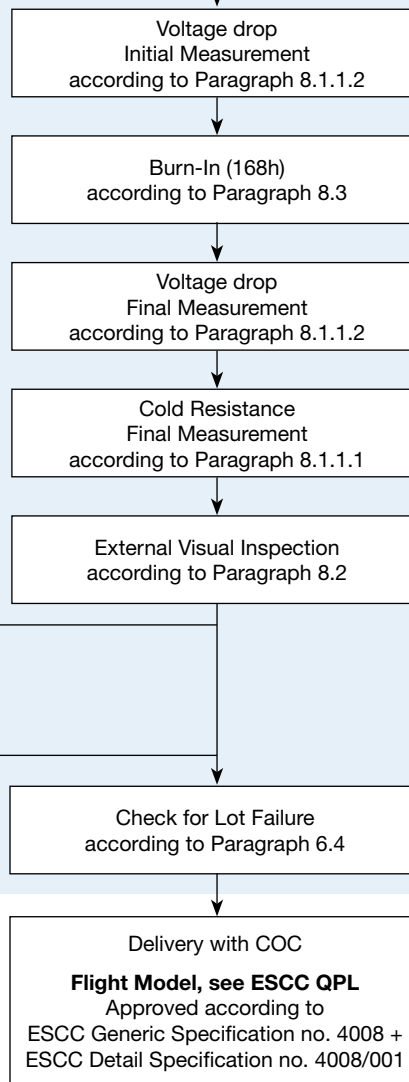 Voltage drop
Initial Measurement
according to Paragraph 8.1.1.2
Burn-In (168h)
according to Paragraph 8.3
Voltage drop
Final Measurement
according to Paragraph 8.1.1.2
Cold Resistance
Final Measurement
according to Paragraph 8.1.1.1
External Visual Inspection
according to Paragraph 8.2
Check for Lot Failure
according to Paragraph 6.4
Delivery with COC
Flight Model, see ESCC QPL
Approved according to
ESCC Generic Specification no. 4008 +
ESCC Detail Specification no. 4008/001